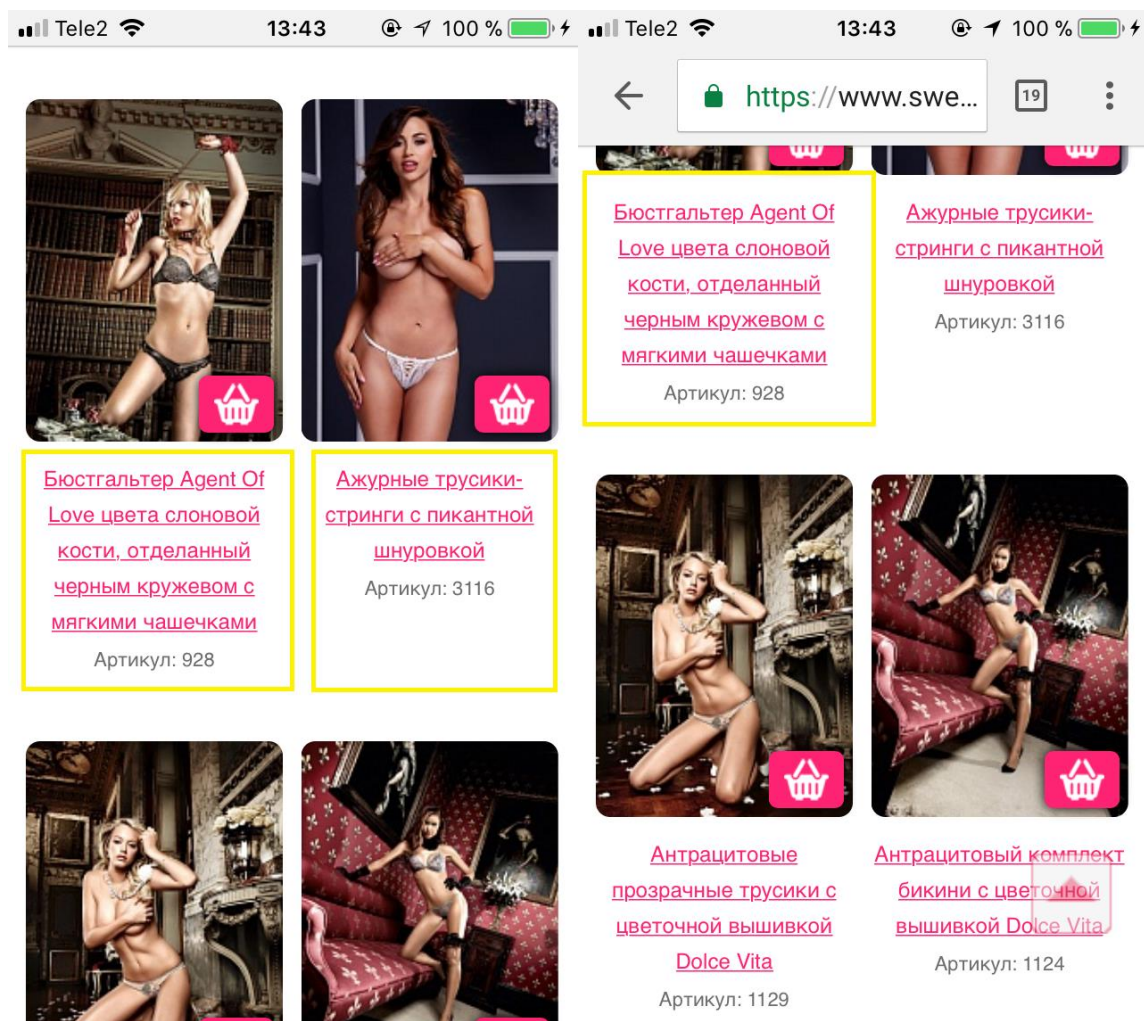 Tele2 13:43 100 %
Бюстгальтер Agent Of
Love цвета слоновой
кости, отделанный
черным кружевом с
мягкими чашечками
Артикул: 928
Ажурные трусики-
стринги с пикантной
шнуровкой
Артикул: 3116
Tele2 13:43 100 %
https://www.swe...
19
Бюстгальтер Agent Of
Love цвета слоновой
кости, отделанный
черным кружевом с
мягкими чашечками
Артикул: 928
Ажурные трусики-
стринги с пикантной
шнуровкой
Артикул: 3116
Антрацитовые
прозрачные трусики с
цветочной вышивкой
Dolce Vita
Артикул: 1129
Антрацитовый комплект
бикини с цветочной
вышивкой Dolce Vita
Артикул: 1124